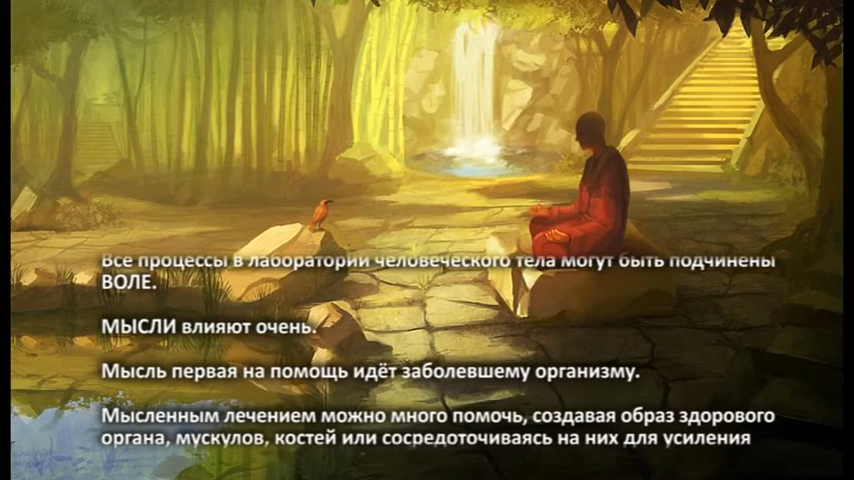 Все процессы в лаборатории человеческого тела могут быть подчинены
ВОЛЕ.
МЫСЛИ влияют очень.
Мысль первая на помощь идёт заболевшему организму.
Мысленным лечением можно много помочь, создавая образ здорового
органа, мускулов, костей или сосредоточиваясь на них для усиления